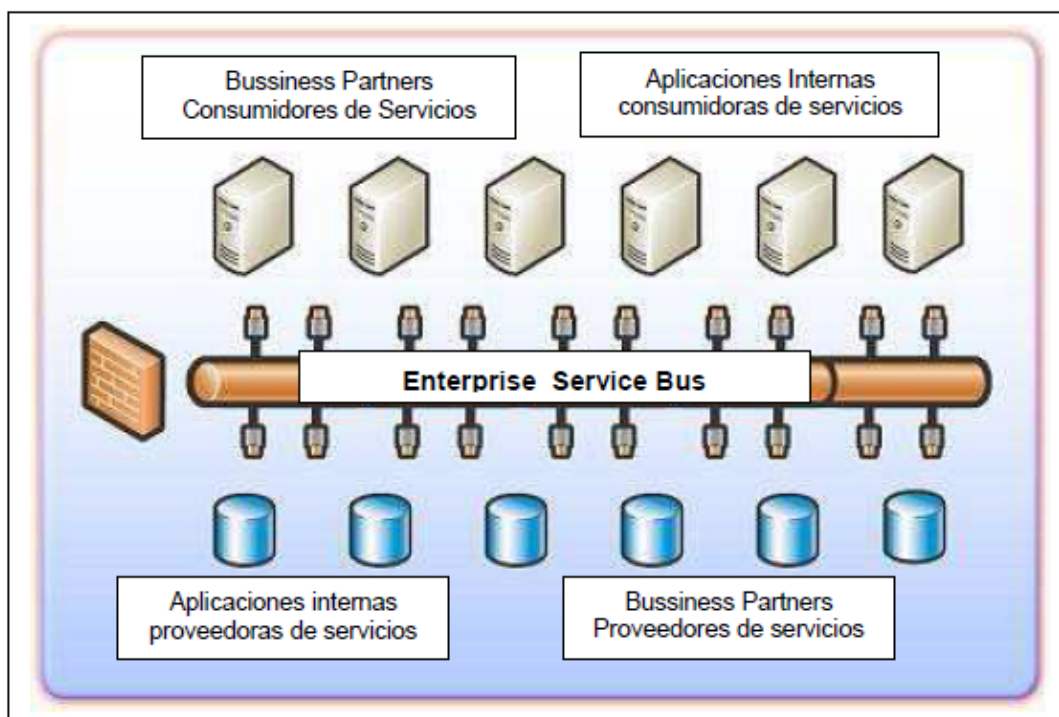 Bussiness Partners
Consumidores de Servicios
Aplicaciones Internas
consumidoras de servicios
Enterprise Service Bus
Aplicaciones internas
proveedoras de servicios
Bussiness Partners
Proveedores de servicios